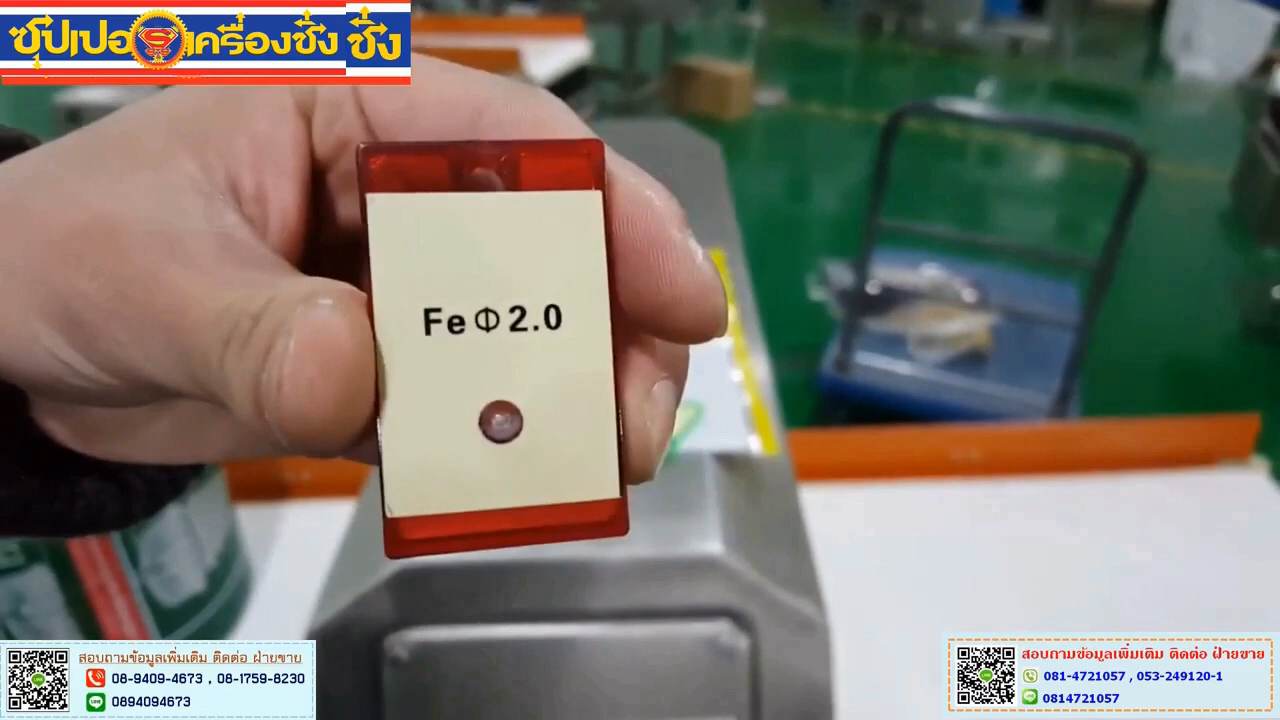 ซุปเปอร์เครื่องชั่ง ชั่ง
Fe Φ 2.0
สอบถามข้อมูลเพิ่มเติม ติดต่อ ฝ่ายขาย
08-9409-4673 , 08-1759-8230
0894094673
สอบถามข้อมูลเพิ่มเติม ติดต่อ ฝ่ายขาย
081-4721057 , 053-249120-1
0814721057